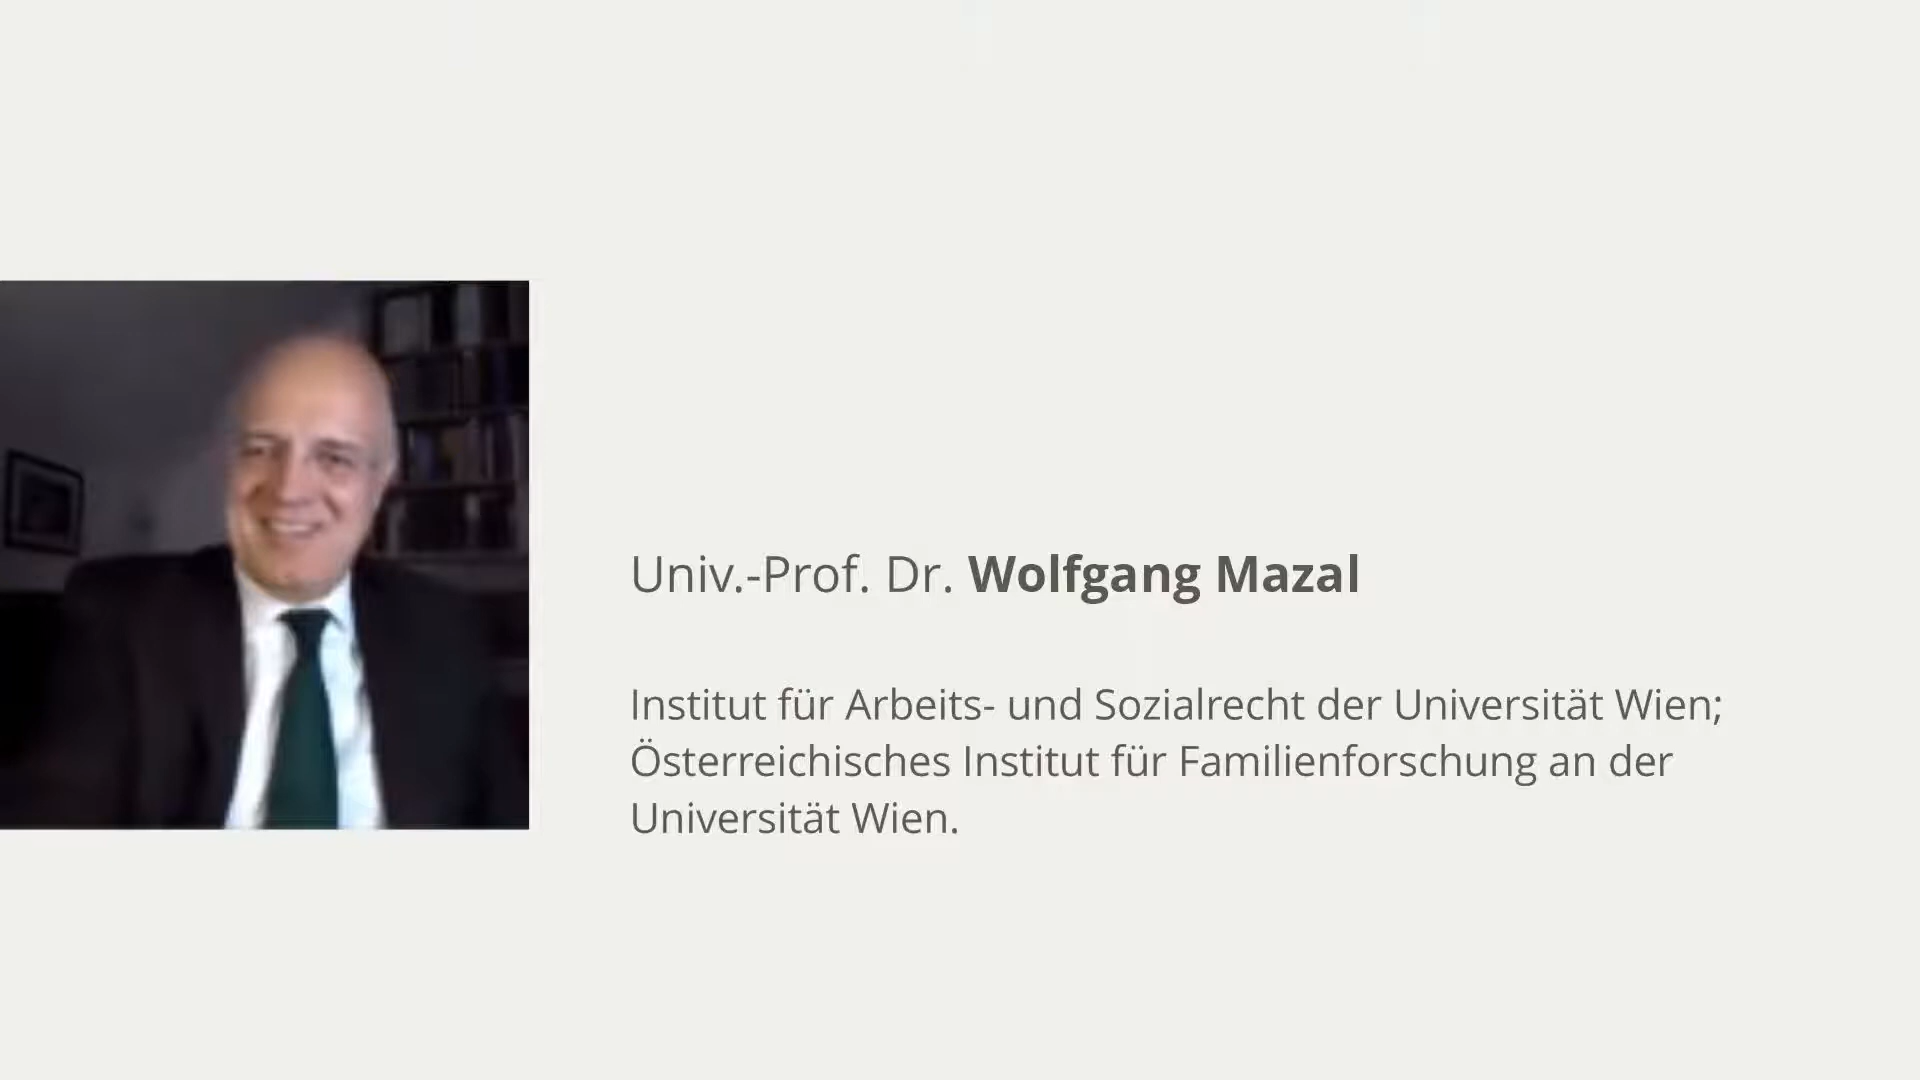 Univ.-Prof. Dr. Wolfgang Mazal
Institut für Arbeits- und Sozialrecht der Universität Wien;
Österreichisches Institut für Familienforschung an der
Universität Wien.